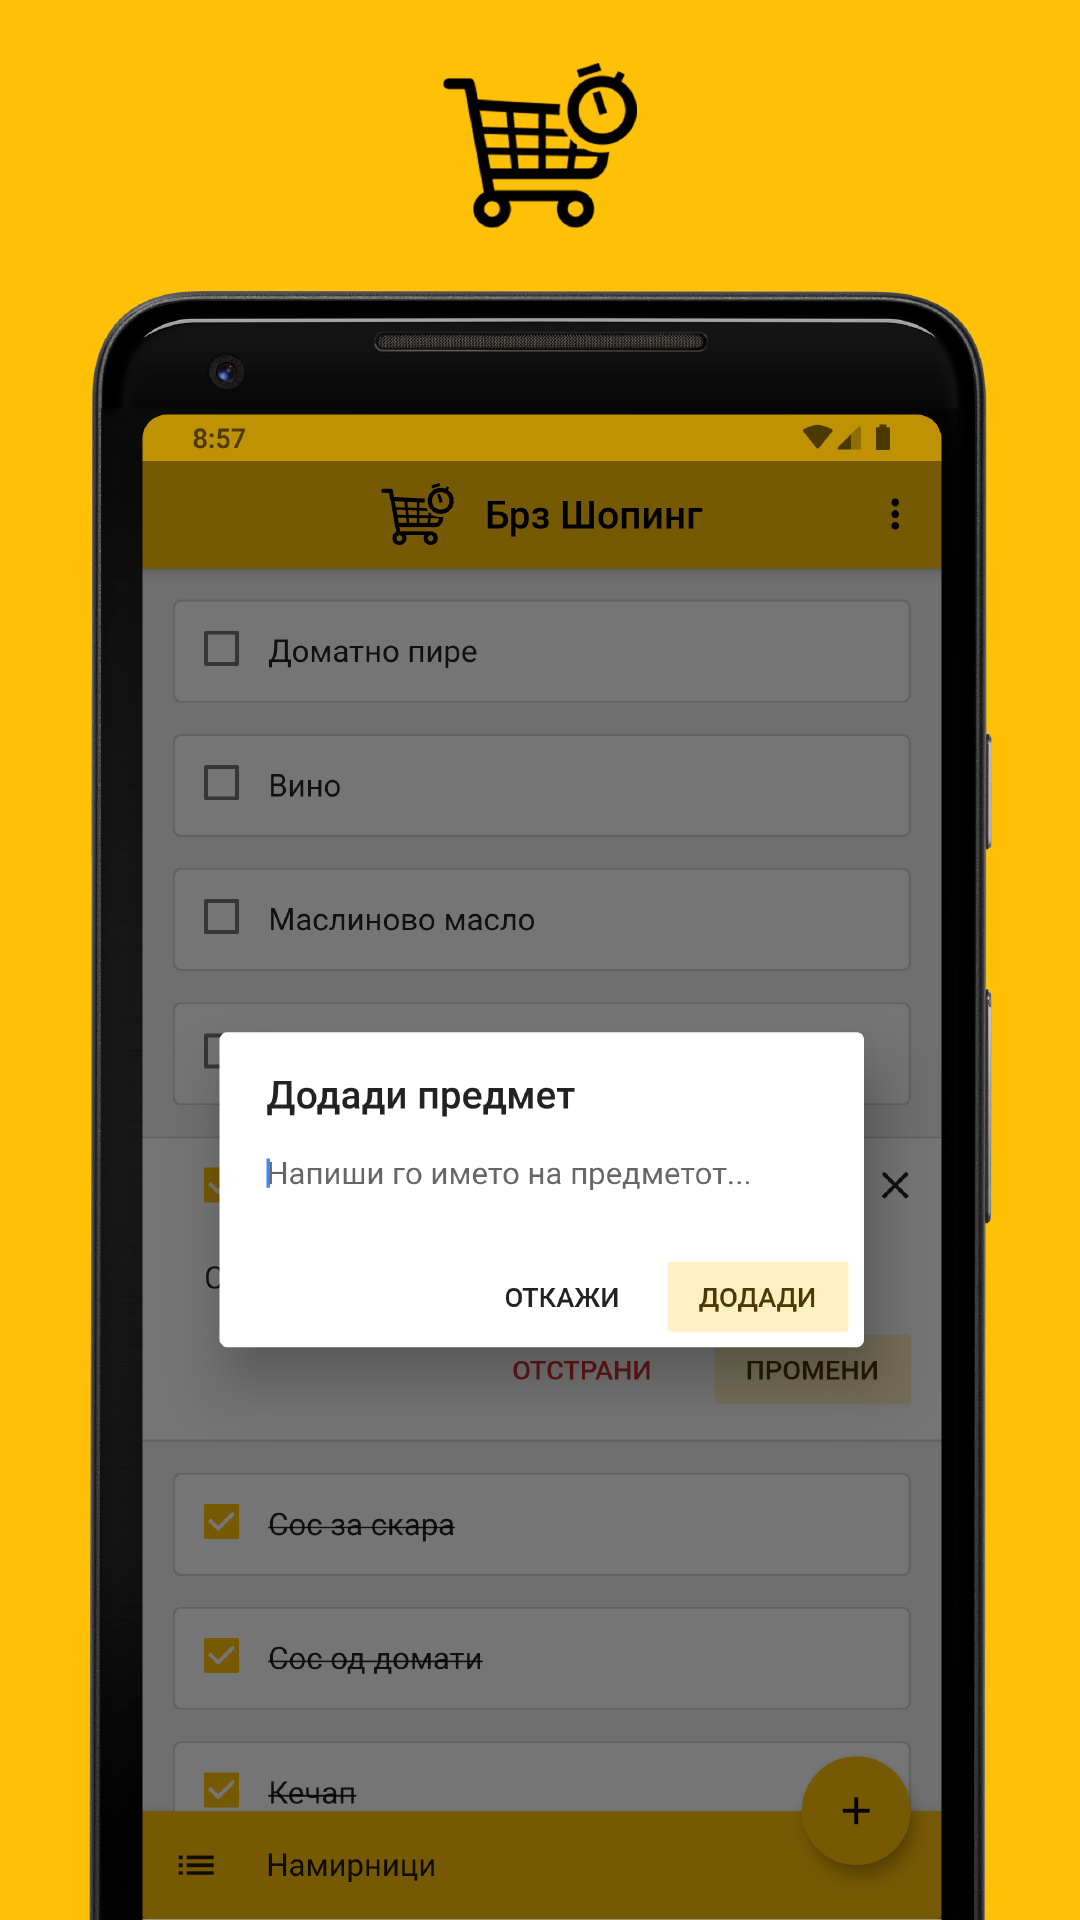 8:57
Брз Шопинг
Доматно пире
Вино
Маслиново масло
Додади предмет
Напиши го името на предметот...
ОТКАЖИ
ДОДАДИ
ОТСТРАНИ
ПРОМЕНИ
Сос за скара
Сос од домати
Кечап
Намирници